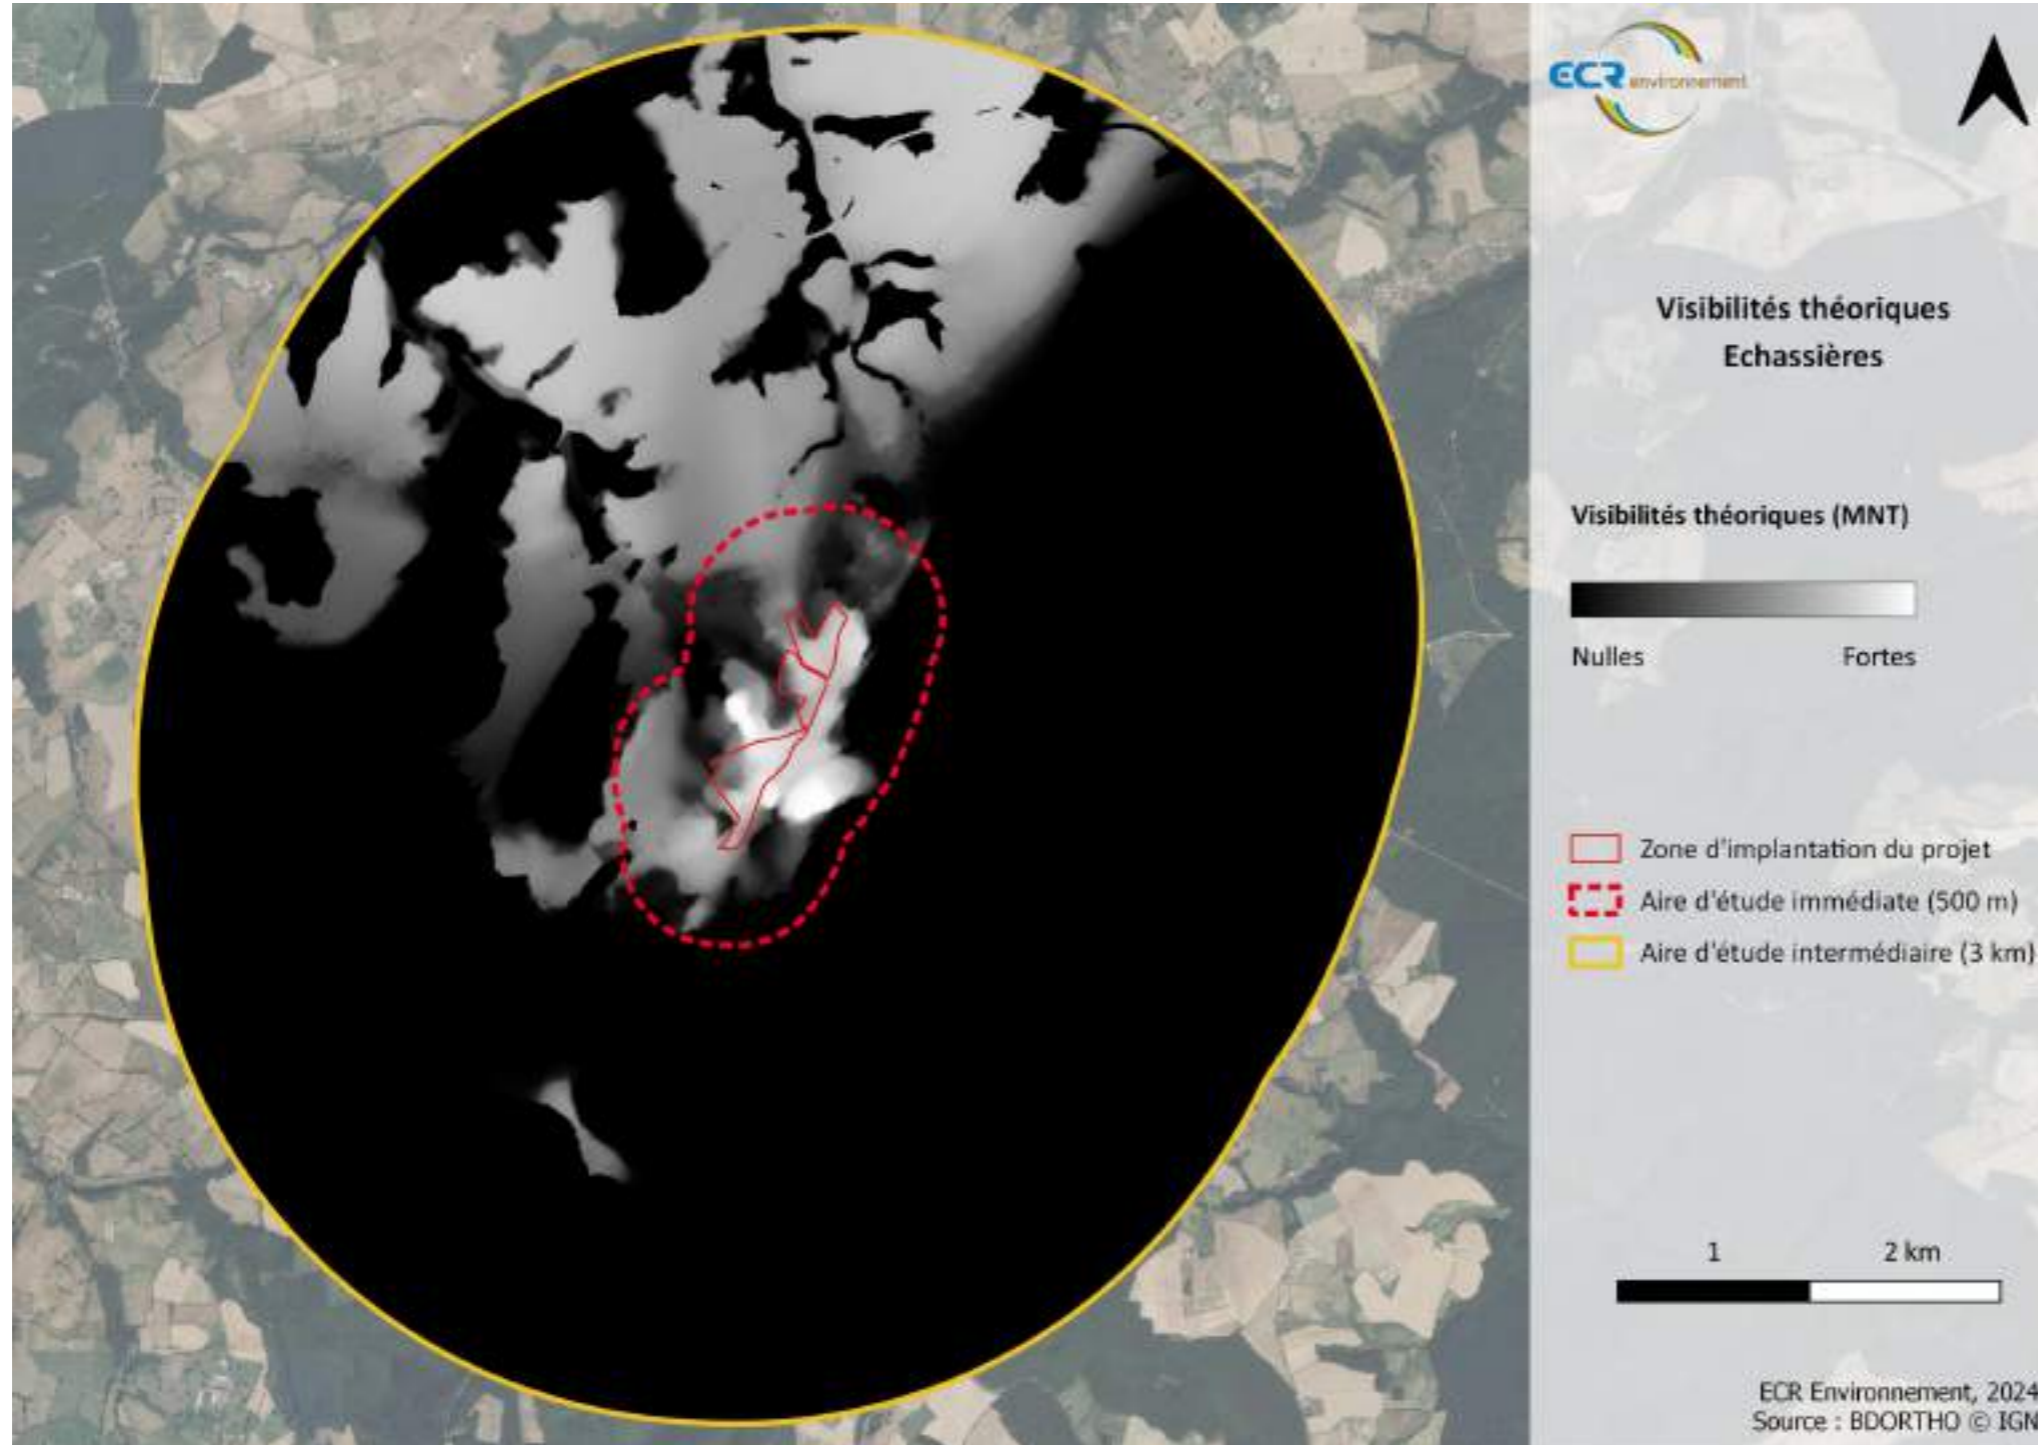 ECR environnement
Visibilités théoriques
Echassières
Visibilités théoriques (MNT)
Nulles Fortes
Zone d'implantation du projet
Aire d'étude immédiate (500 m)
Aire d'étude intermédiaire (3 km)
1 2 km
ECR Environnement, 2024
Source : BDORTHO © IGN